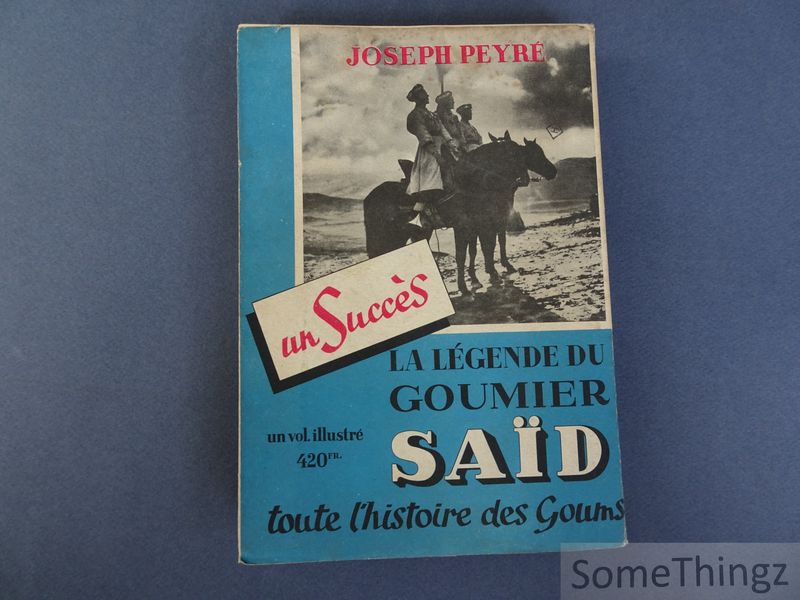 JOSEPH PEYRÉ
un Succès
LA LÉGENDE DU
GOUMIER
SAÏD
un vol. illustré
420 FR.
toute l'histoire des Goums
SomeThingz